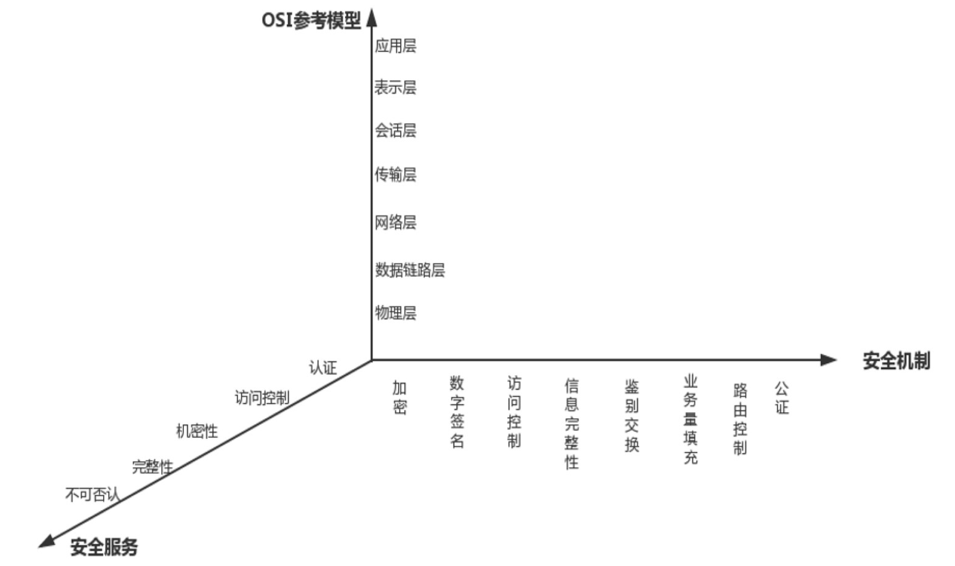 OSI参考模型
应用层
表示层
会话层
传输层
网络层
数据链路层
物理层
安全机制
加密
数字签名
访问控制
信息完整性
鉴别交换
业务量填充
路由控制
公证
认证
访问控制
机密性
完整性
不可否认
安全服务